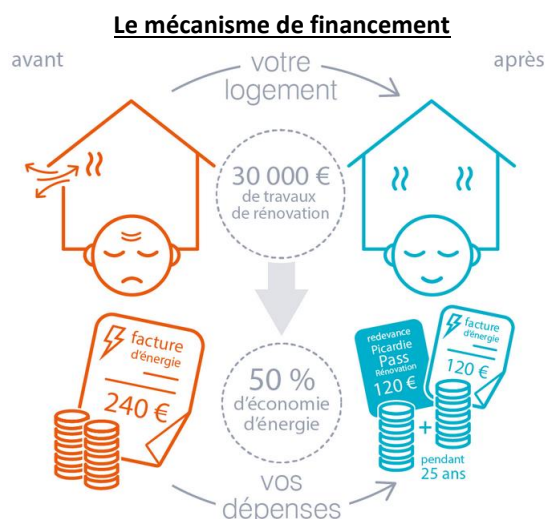 Le mécanisme de financement
avant
votre
logement
après
30 000 €
de travaux
de rénovation
facture
d'énergie
240 €
50 %
d'économie
d'énergie
redevance
Picardie
Pass
Rénovation
120 €
facture
d'énergie
120 €
+
pendant
25 ans
vos
dépenses